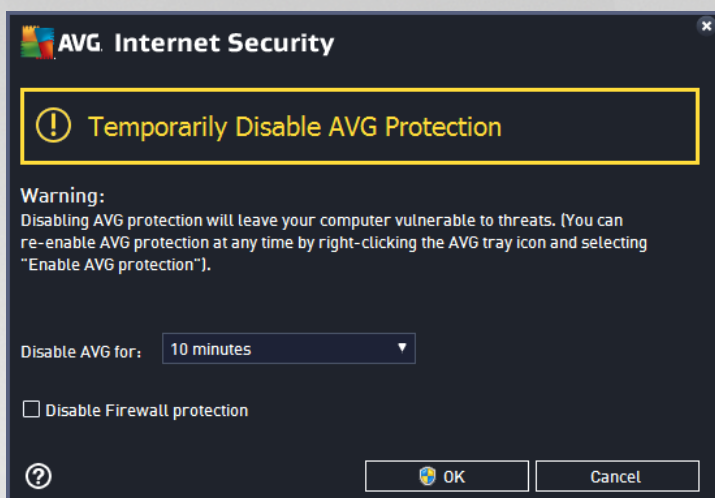 AVG. Internet Security
Temporarily Disable AVG Protection
Warning:
Disabling AVG protection will leave your computer vulnerable to threats. (You can
re-enable AVG protection at any time by right-clicking the AVG tray icon and selecting
"Enable AVG protection").
Disable AVG for: 10 minutes
Disable Firewall protection
OK Cancel